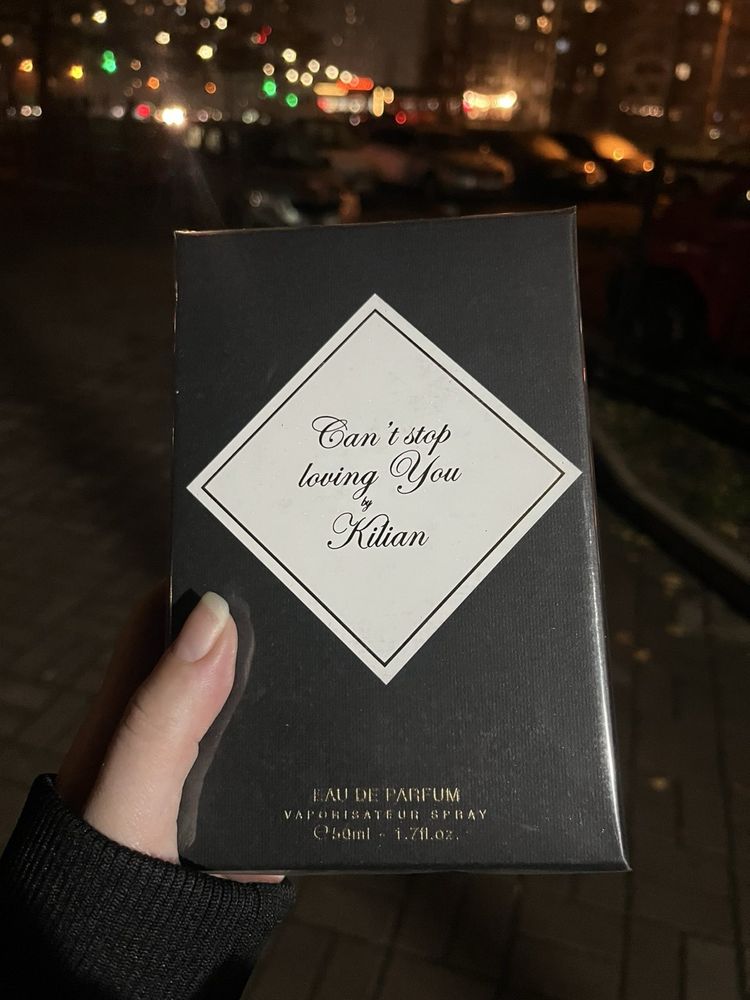 Can't stop
loving You
by
Kilian
EAU DE PARFUM
VAPORISATEUR SPRAY
℮50ml - 1.7fl.oz.